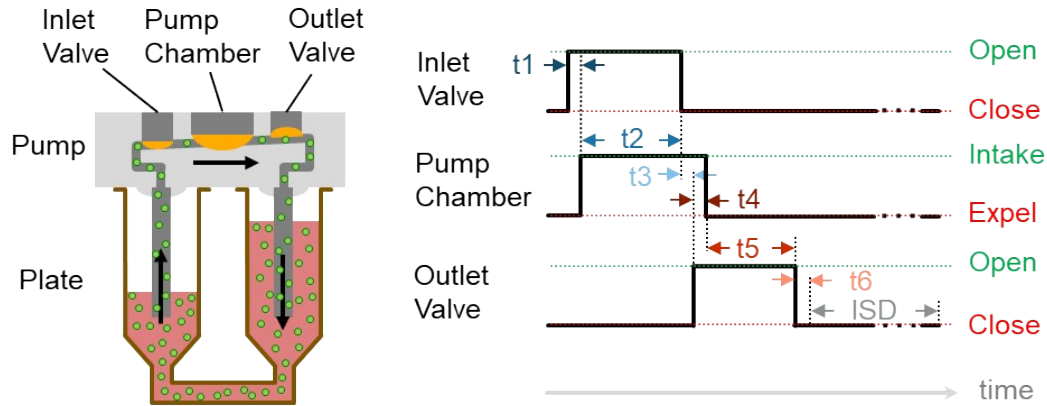 Inlet
Valve
Pump
Chamber
Outlet
Valve
Pump
Plate
Inlet
Valve
t1
Open
Close
t2
Pump
Chamber
t3
t4
Intake
Expel
t5
Outlet
Valve
t6
ISD
Open
Close
time